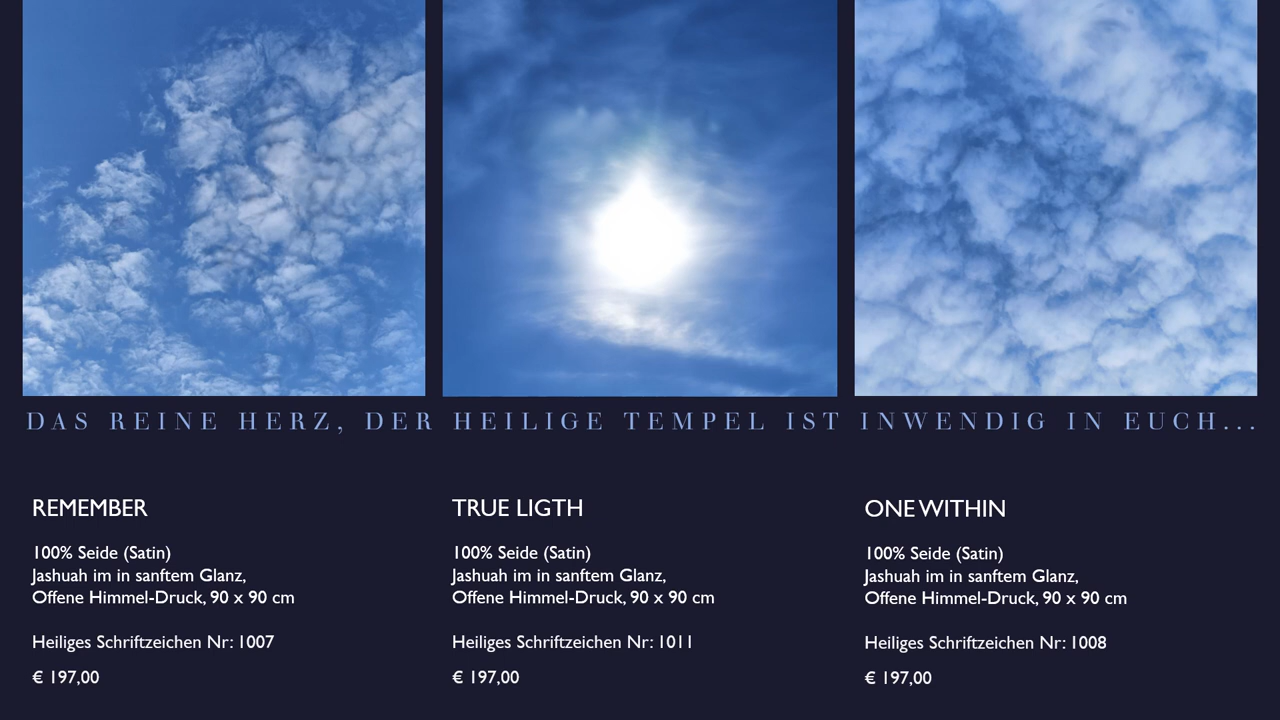 DAS REINE HERZ, DER HEILIGE TEMPEL IST INWENDIG IN EUCH...
REMEMBER
100% Seide (Satin)
Jashuah im in sanftem Glanz,
Offene Himmel-Druck, 90 x 90 cm
Heiliges Schriftzeichen Nr: 1007
€ 197,00
TRUE LIGTH
100% Seide (Satin)
Jashuah im in sanftem Glanz,
Offene Himmel-Druck, 90 x 90 cm
Heiliges Schriftzeichen Nr: 1011
€ 197,00
ONE WITHIN
100% Seide (Satin)
Jashuah im in sanftem Glanz,
Offene Himmel-Druck, 90 x 90 cm
Heiliges Schriftzeichen Nr: 1008
€ 197,00